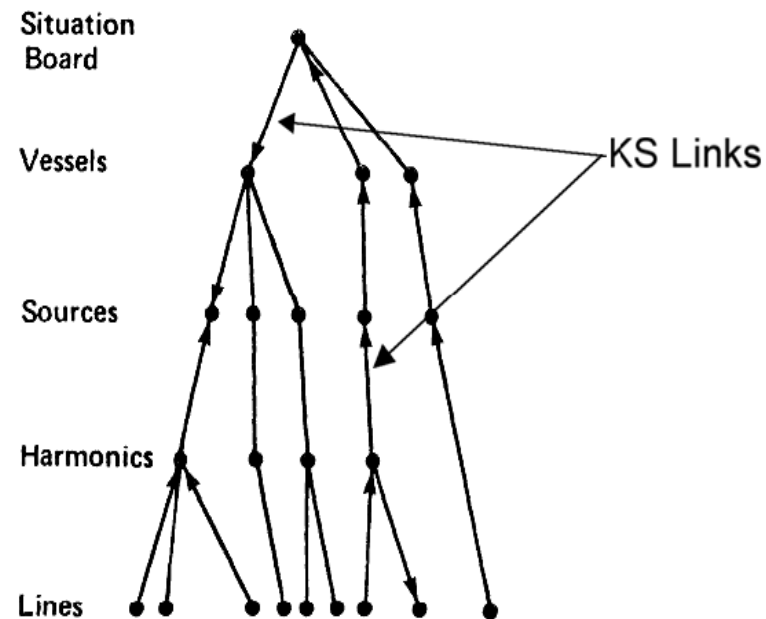 Situation
Board
Vessels
KS Links
Sources
Harmonics
Lines